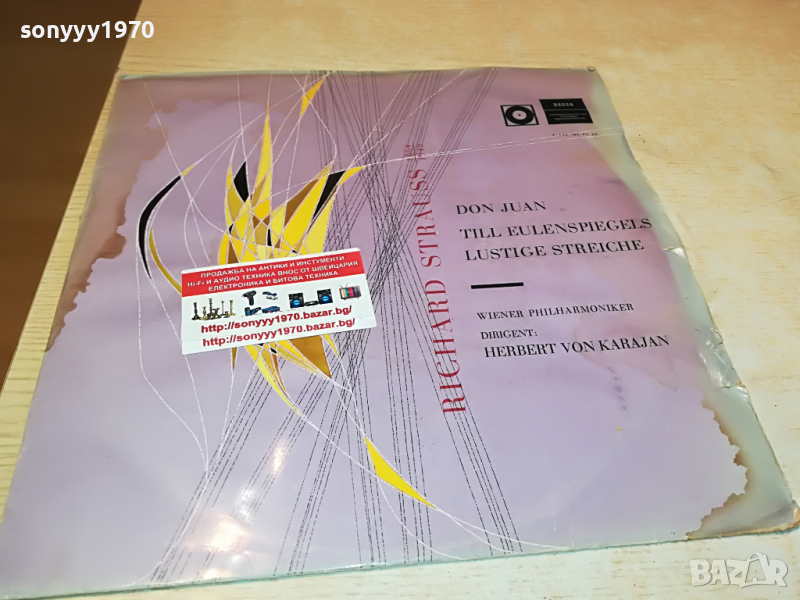 sonyyy1970
sonyyy1970
DECCA
RICHARD STRAUSS
DON JUAN
TILL EULENSPIEGELS
LUSTIGE STREICHE
WIENER PHILHARMONIKER
DIRIGENT:
HERBERT VON KARAJAN
ПРОДАЖБА НА АНТИКИ И ИНСТУМЕНТИ
Hi-Fi И АУДИО ТЕХНИКА ВНОС ОТ ШВЕЙЦАРИЯ
ЕЛЕКТРОНИКА И БИТОВА ТЕХНИКА
http://sonyyy1970.bazar.bg/
http://sonyyy1970.bazar.bg/
BAZAR